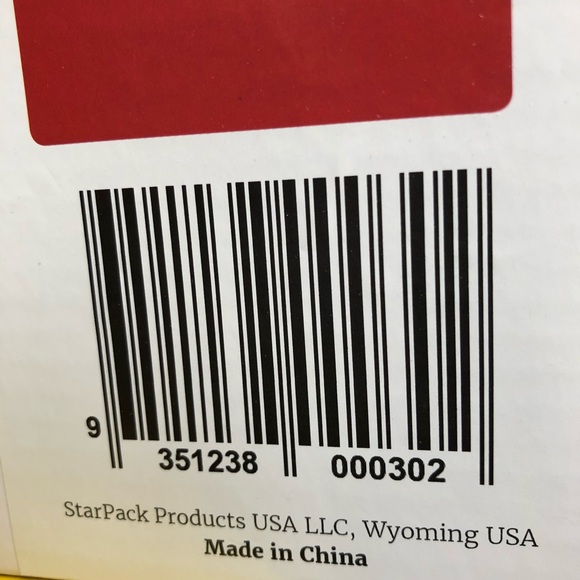 9 351238 000302
StarPack Products USA LLC, Wyoming USA
Made in China